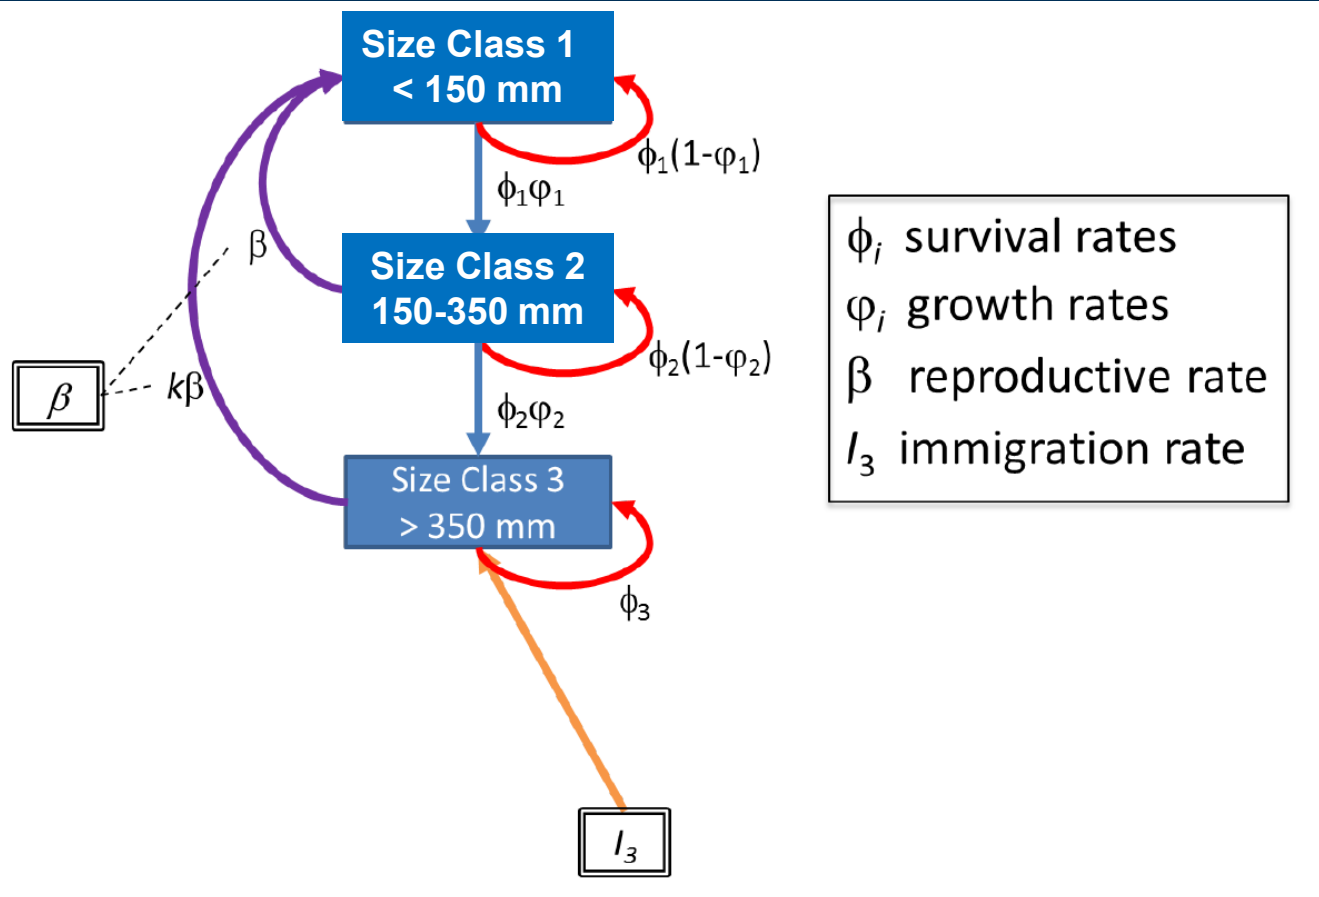 Size Class 1
< 150 mm
ϕ₁(1-φ₁)
ϕ₁φ₁
β
Size Class 2
150-350 mm
ϕ₂(1-φ₂)
β
kβ
ϕ₂φ₂
Size Class 3
> 350 mm
ϕ₃
I₃
ϕᵢ survival rates
φᵢ growth rates
β reproductive rate
I₃ immigration rate